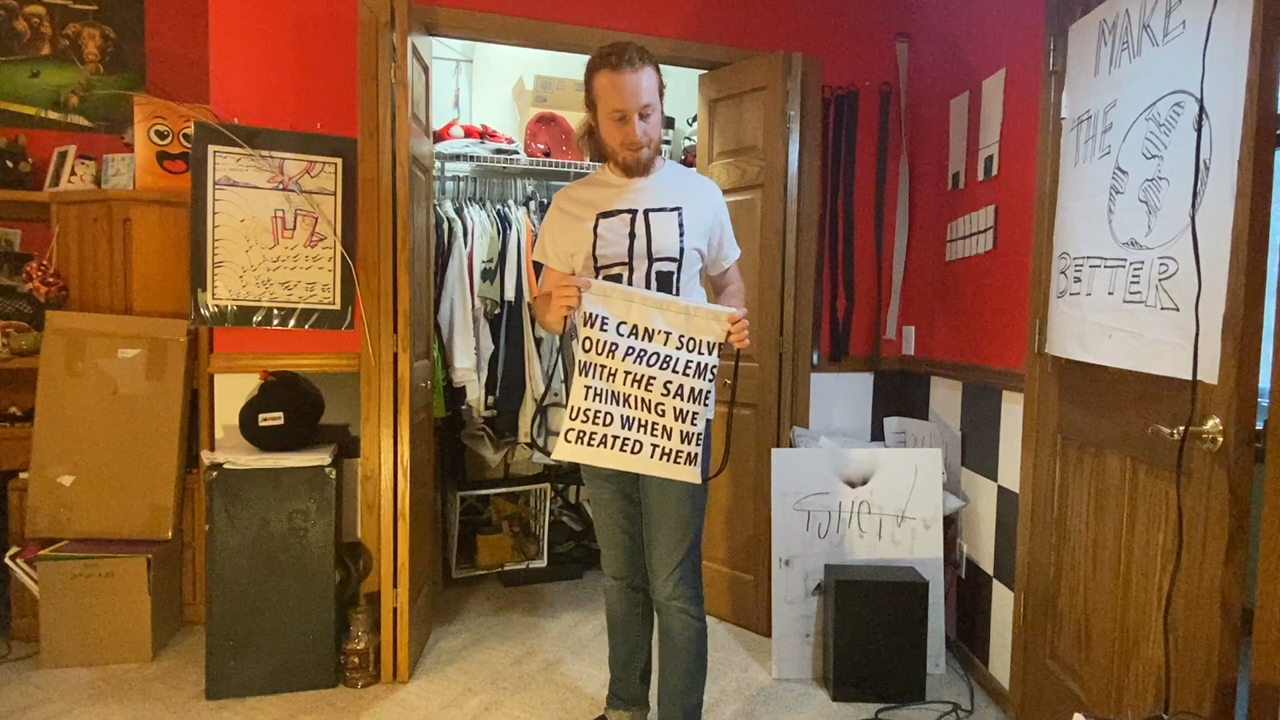 WE CAN'T SOLVE
OUR PROBLEMS
WITH THE SAME
THINKING WE
USED WHEN WE
CREATED THEM
MAKE
THE
BETTER